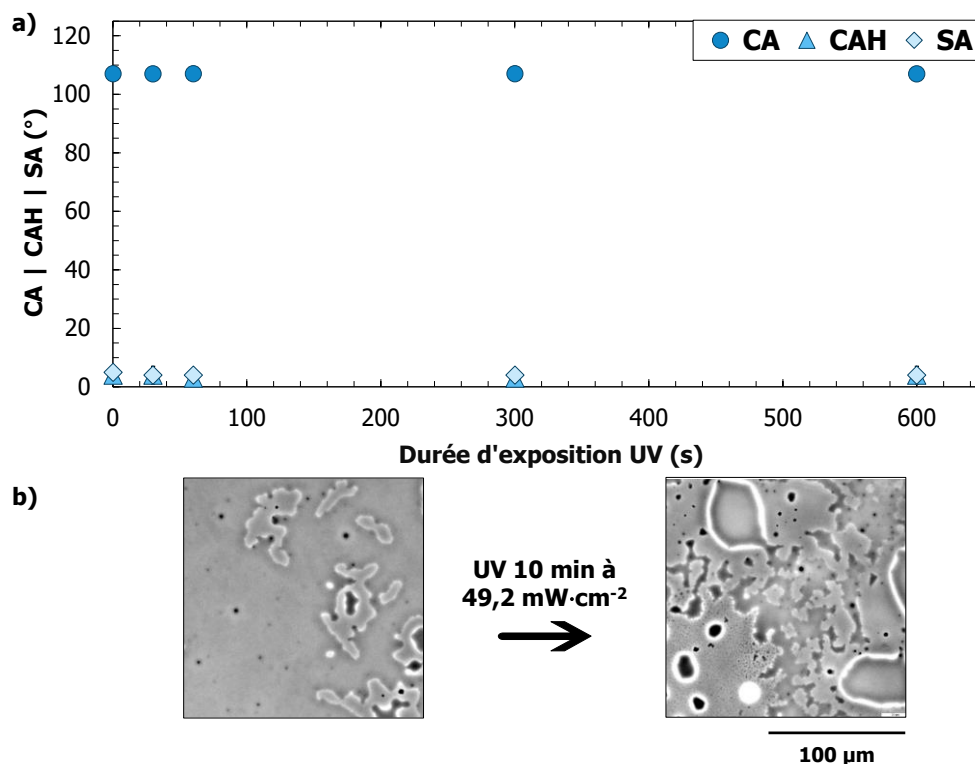 a)
CA CAH SA
CA | CAH | SA (°)
120
100
80
60
40
20
0
0 100 200 300 400 500 600
Durée d'exposition UV (s)
b)
UV 10 min à
49,2 mW·cm⁻²
100 µm